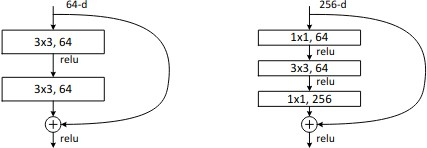 64-d
3x3, 64
relu
3x3, 64
+
relu
256-d
1x1, 64
relu
3x3, 64
relu
1x1, 256
+
relu